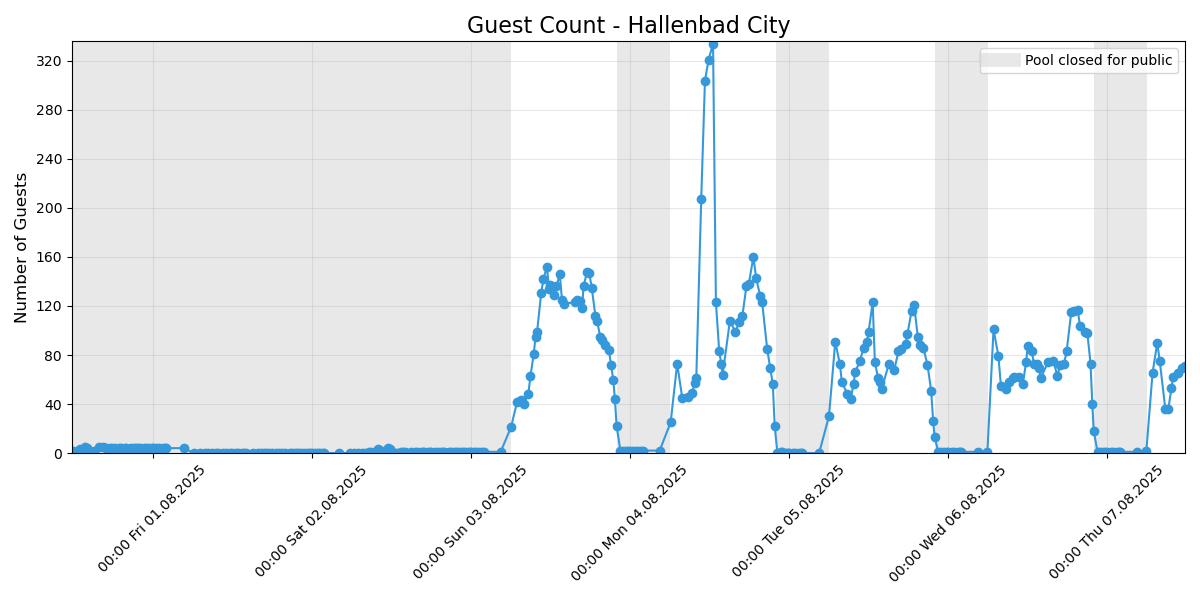 Guest Count - Hallenbad City
Pool closed for public
Number of Guests
320
280
240
200
160
120
80
40
0
00:00 Fri 01.08.2025
00:00 Sat 02.08.2025
00:00 Sun 03.08.2025
00:00 Mon 04.08.2025
00:00 Tue 05.08.2025
00:00 Wed 06.08.2025
00:00 Thu 07.08.2025